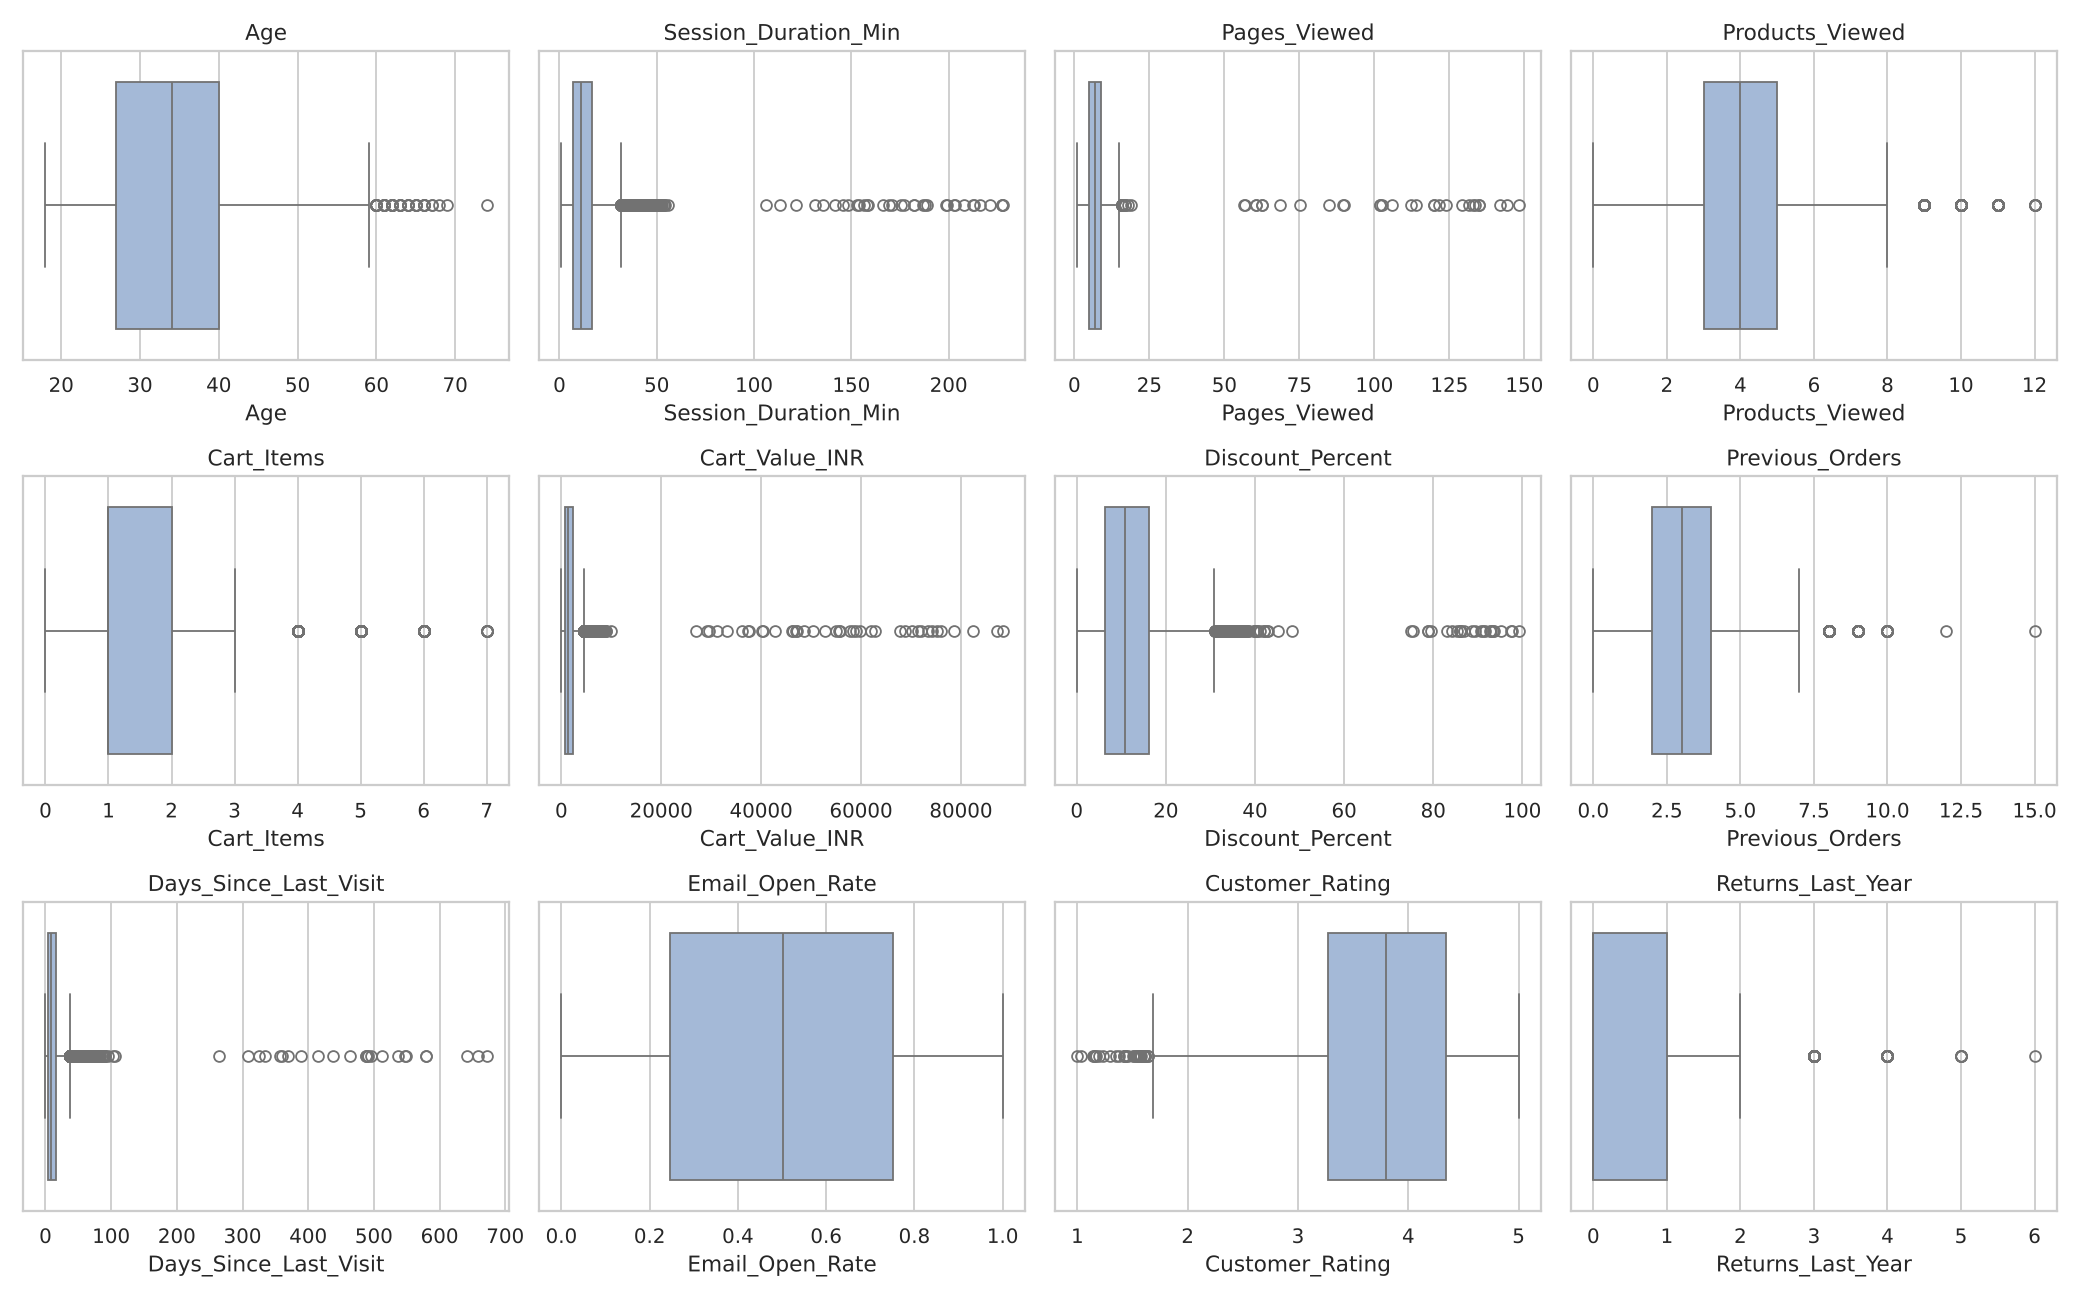 Age Session_Duration_Min Pages_Viewed Products_Viewed
20 30 40 50 60 70 0 50 100 150 200 0 25 50 75 100 125 150 0 2 4 6 8 10 12
Age Session_Duration_Min Pages_Viewed Products_Viewed
Cart_Items Cart_Value_INR Discount_Percent Previous_Orders
0 1 2 3 4 5 6 7 0 20000 40000 60000 80000 0 20 40 60 80 100 0.0 2.5 5.0 7.5 10.0 12.5 15.0
Cart_Items Cart_Value_INR Discount_Percent Previous_Orders
Days_Since_Last_Visit Email_Open_Rate Customer_Rating Returns_Last_Year
0 100 200 300 400 500 600 700 0.0 0.2 0.4 0.6 0.8 1.0 1 2 3 4 5 0 1 2 3 4 5 6
Days_Since_Last_Visit Email_Open_Rate Customer_Rating Returns_Last_Year